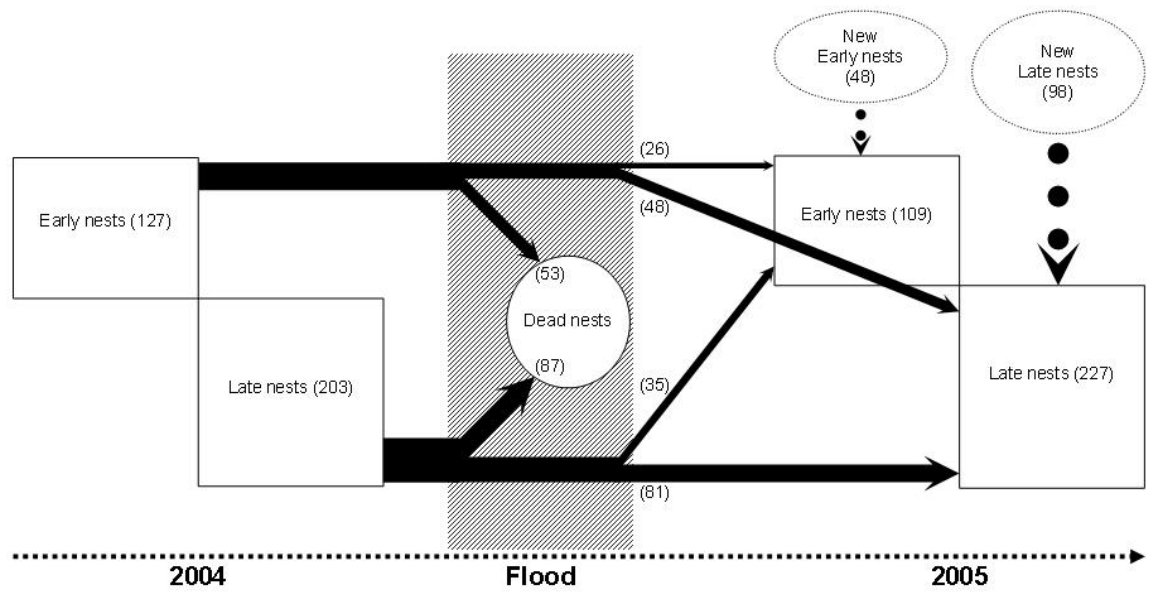 New
Early nests
(48)
New
Late nests
(98)
(26)
Early nests (127)
(48)
Early nests (109)
(53)
Dead nests
(87)
Late nests (203)
(35)
Late nests (227)
(81)
2004
Flood
2005